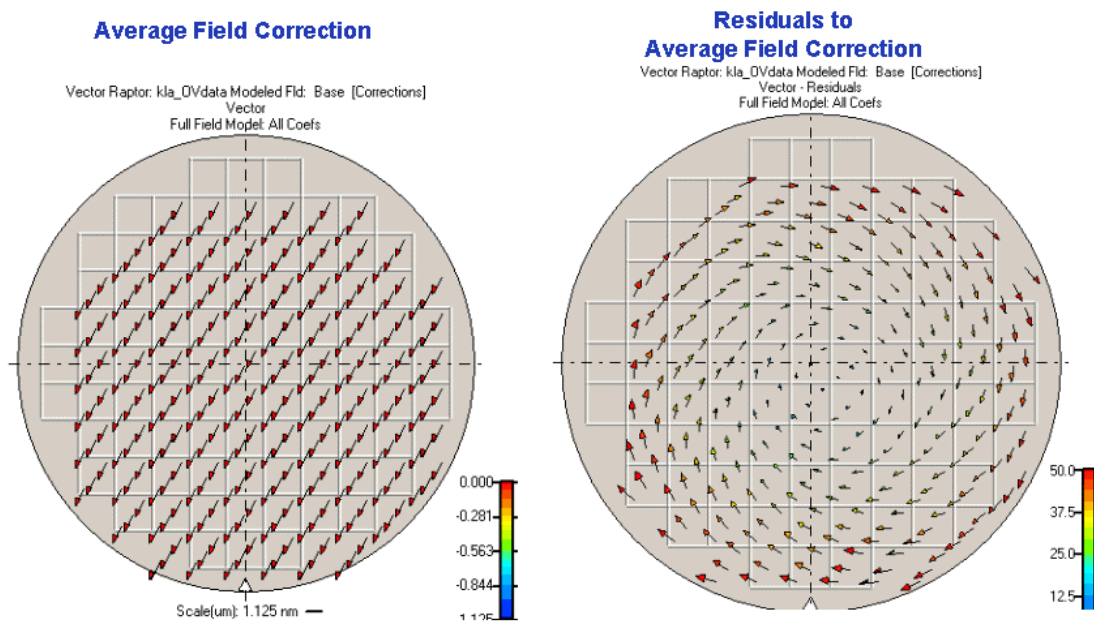 Average Field Correction
Vector Raptor: kla_OVdata Modeled Fld: Base [Corrections]
Vector
Full Field Model: All Coefs
0.000
-0.281
-0.563
-0.844
-1.125
Scale(um): 1.125 nm
Residuals to
Average Field Correction
Vector Raptor: kla_OVdata Modeled Fld: Base [Corrections]
Vector - Residuals
Full Field Model: All Coefs
50.0
37.5
25.0
12.5